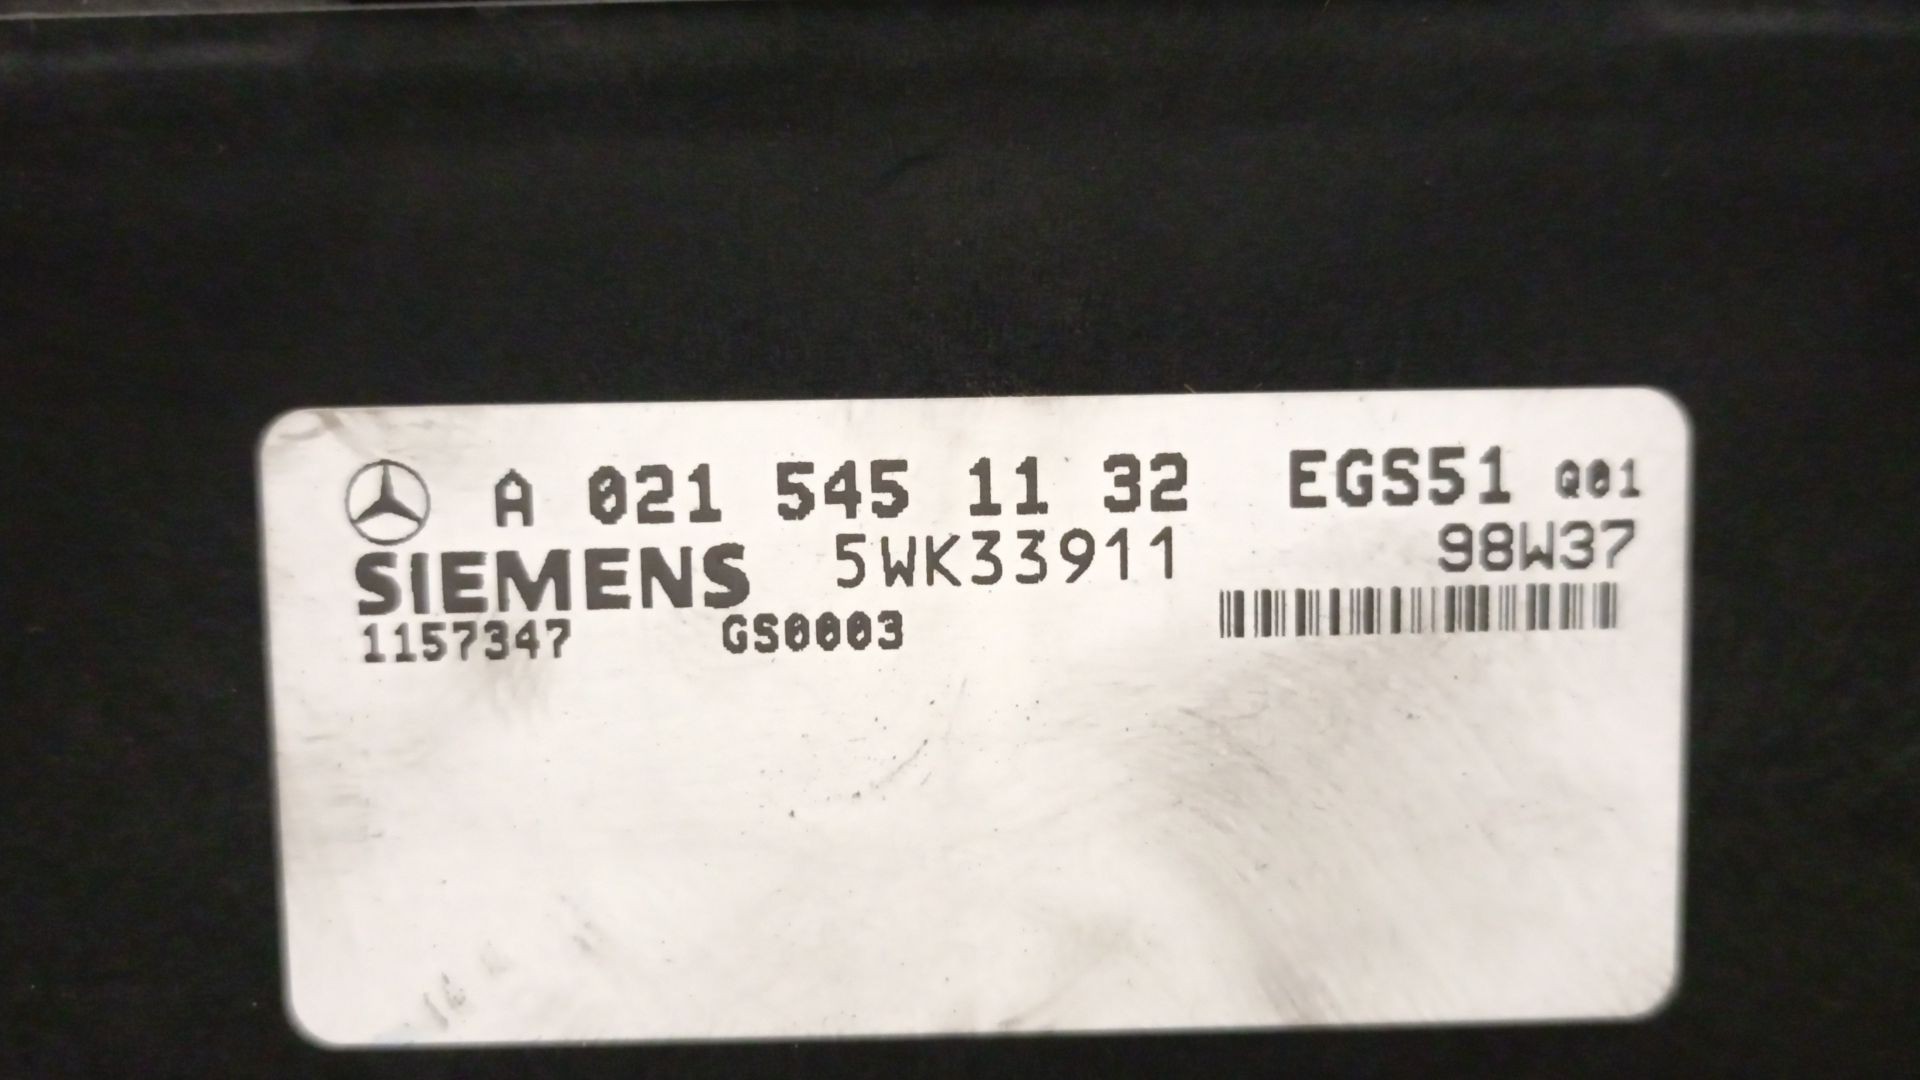 A 021 545 11 32 EGS51 Q01
SIEMENS 5WK33911 98W37
1157347 GS0003